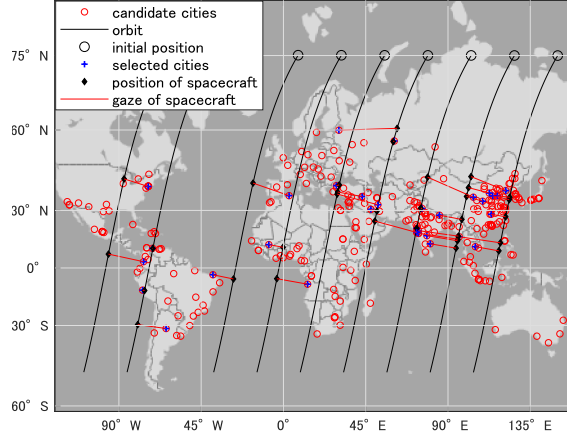 candidate cities
orbit
initial position
selected cities
position of spacecraft
gaze of spacecraft
75° N
60° N
30° N
0°
30° S
60° S
90° W 45° W 0° 45° E 90° E 135° E